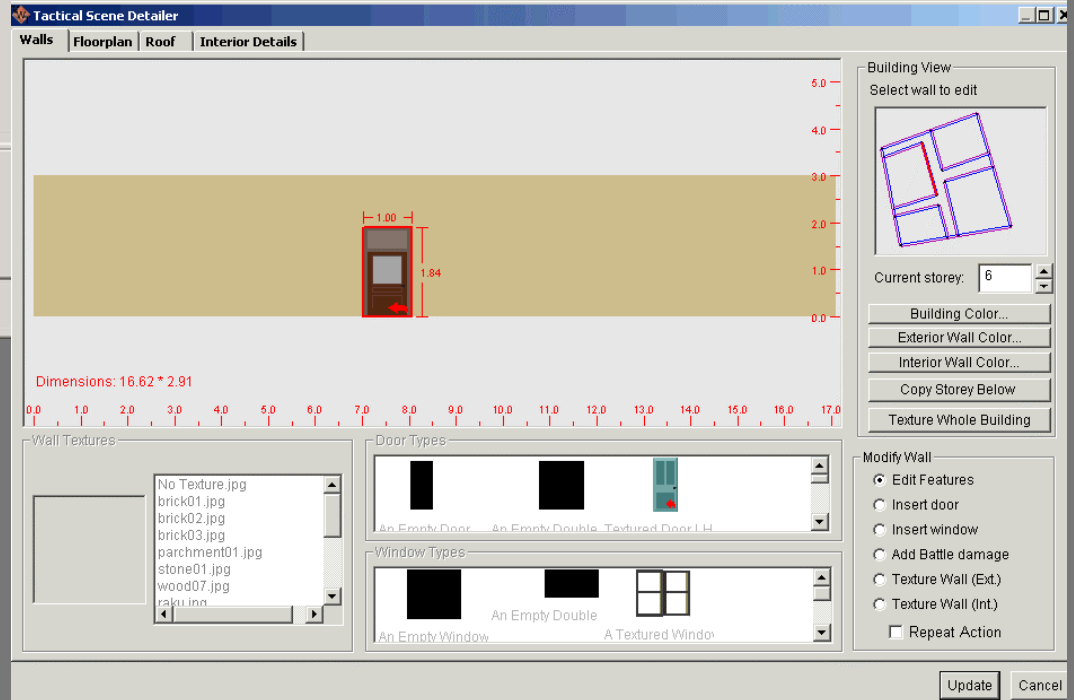 Tactical Scene Detailer
Walls Floorplan Roof Interior Details
5.0
4.0
3.0
2.0
1.0
0.0
1.00
1.84
Dimensions: 16.62 * 2.91
0.0 1.0 2.0 3.0 4.0 5.0 6.0 7.0 8.0 9.0 10.0 11.0 12.0 13.0 14.0 15.0 16.0 17.0
Building View
Select wall to edit
Current storey: 6
Building Color...
Exterior Wall Color...
Interior Wall Color...
Copy Storey Below
Texture Whole Building
Wall Textures
No Texture.jpg
brick01.jpg
brick02.jpg
brick03.jpg
parchment01.jpg
stone01.jpg
wood07.jpg
raku.jpg
Door Types
An Empty Door An Empty Double Textured Door LH
Window Types
An Empty Window
An Empty Double
A Textured Windov
Modify Wall
Edit Features
Insert door
Insert window
Add Battle damage
Texture Wall (Ext.)
Texture Wall (Int.)
Repeat Action
Update Cancel